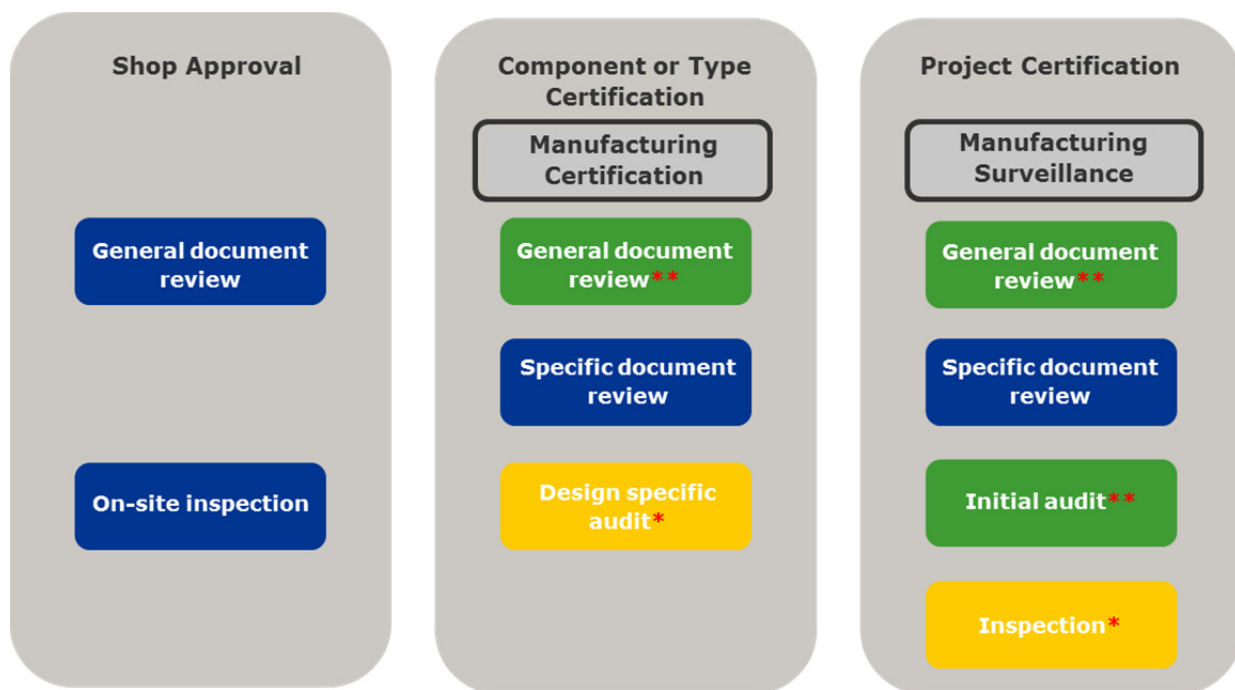 Shop Approval
General document
review
On-site inspection
Component or Type
Certification
Manufacturing
Certification
General document
review**
Specific document
review
Design specific
audit*
Project Certification
Manufacturing
Surveillance
General document
review**
Specific document
review
Initial audit**
Inspection*